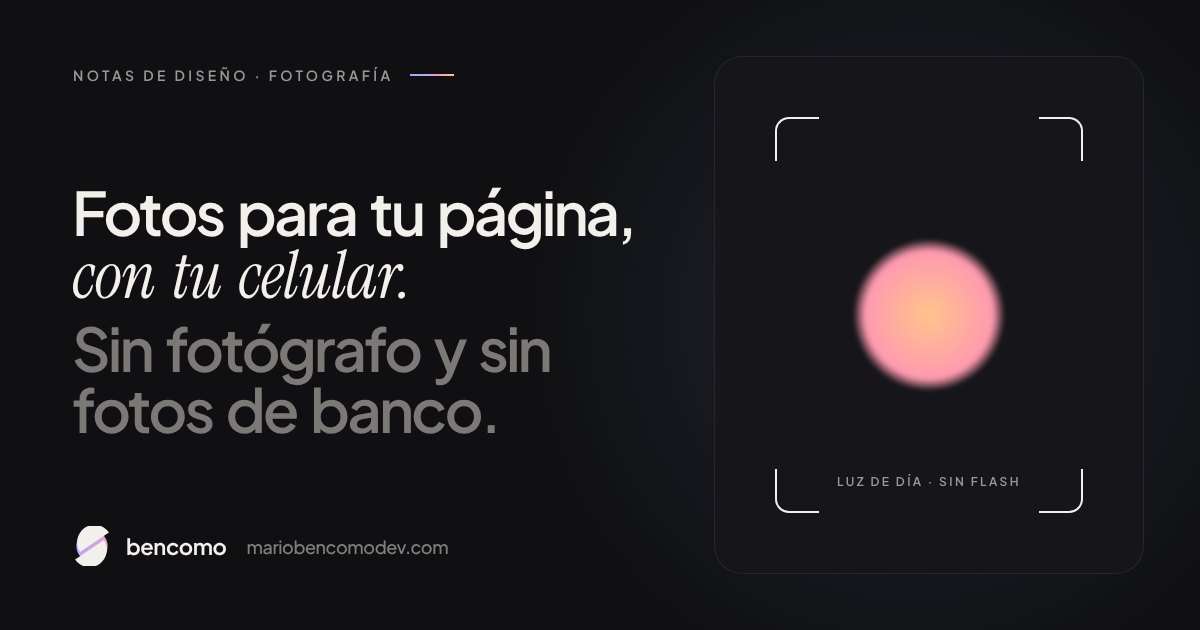 NOTAS DE DISEÑO · FOTOGRAFÍA
Fotos para tu página,
con tu celular.
Sin fotógrafo y sin
fotos de banco.
bencomo mariobencomodev.com
LUZ DE DÍA · SIN FLASH